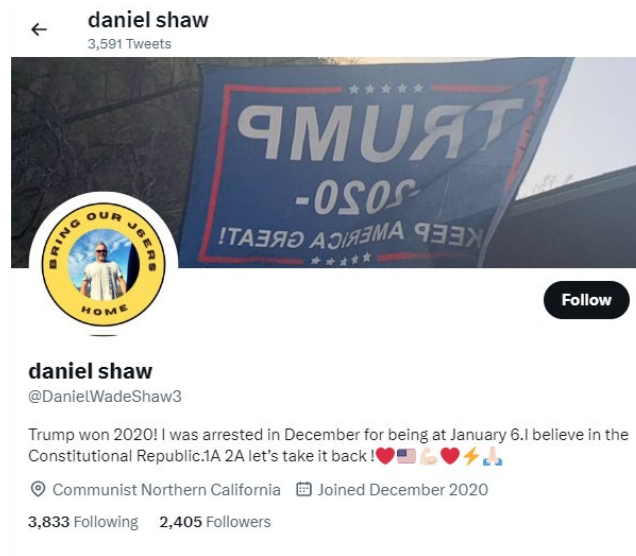 daniel shaw
3,591 Tweets
TRUMP
-2020-
KEEP AMERICA GREAT!
BRING OUR J6ERS
HOME
Follow
daniel shaw
@DanielWadeShaw3
Trump won 2020! I was arrested in December for being at January 6.I believe in the
Constitutional Republic.1A 2A let’s take it back !❤️🇺🇸💪🏻❤️⚡🙏🏻
Communist Northern California Joined December 2020
3,833 Following 2,405 Followers